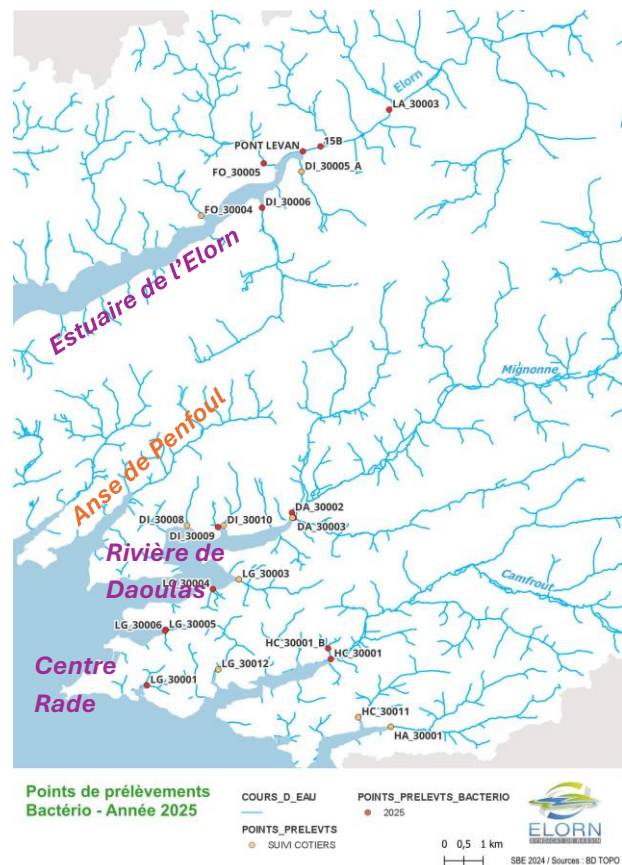 Elorn
LA_30003
15B
PONT LEVAN
FO_30005
DI_30005_A
FO_30004
DI_30006
Estuaire de l'Elorn
Mignonne
Anse de Penfoul
DA_30002
DI_30008
DI_30010
DA_30003
DI_30009
Rivière de
Daoulas
LG_30003
LG_30004
Camfrout
LG_30006
LG_30005
HC_30001_B
HC_30001
LG_30012
Centre
Rade
LG_30001
HC_30011
HA_30001
Points de prélèvements
Bactério - Année 2025
COURS_D_EAU
POINTS_PRELEVTS
SUIVI COTIERS
POINTS_PRELEVTS_BACTERIO
2025
ELORN
SYNDICAT DE BASSIN
0 0,5 1 km
SBE 2024 / Sources : BD TOPO